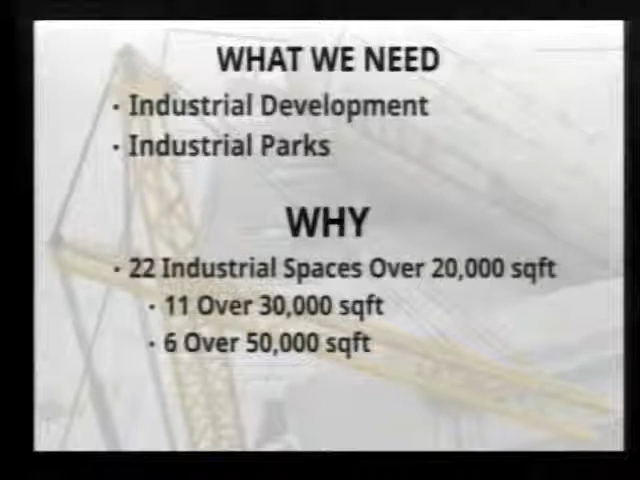 WHAT WE NEED
· Industrial Development
· Industrial Parks
WHY
· 22 Industrial Spaces Over 20,000 sqft
· 11 Over 30,000 sqft
· 6 Over 50,000 sqft